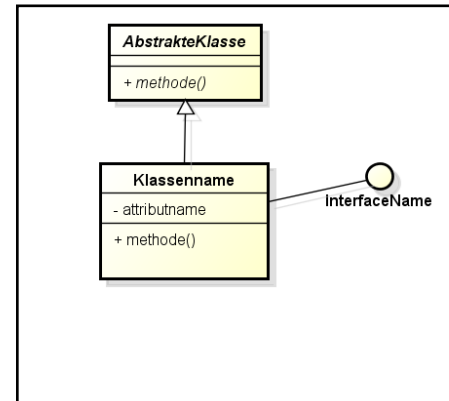 AbstrakteKlasse
+ methode()
Klassenname
- attributname
+ methode()
InterfaceName